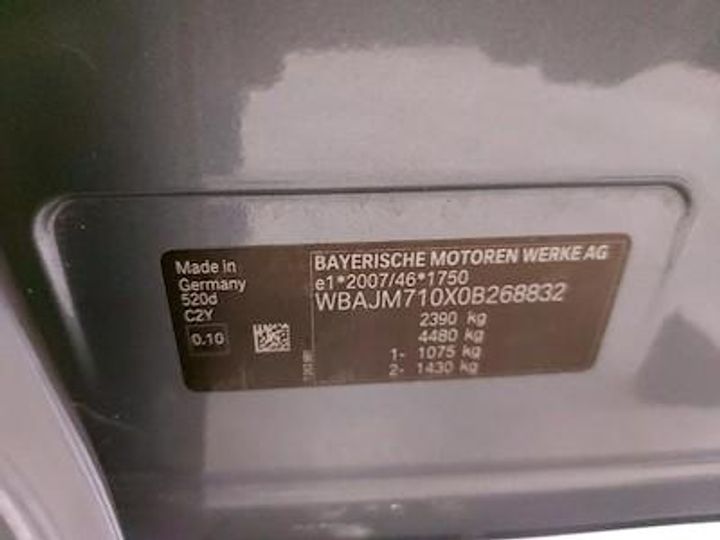 Made in
Germany
520d
C2Y
0.10
BAYERISCHE MOTOREN WERKE AG
e1*2007/46*1750
WBAJM710X0B268832
2390 kg
4480 kg
1- 1075 kg
2- 1430 kg